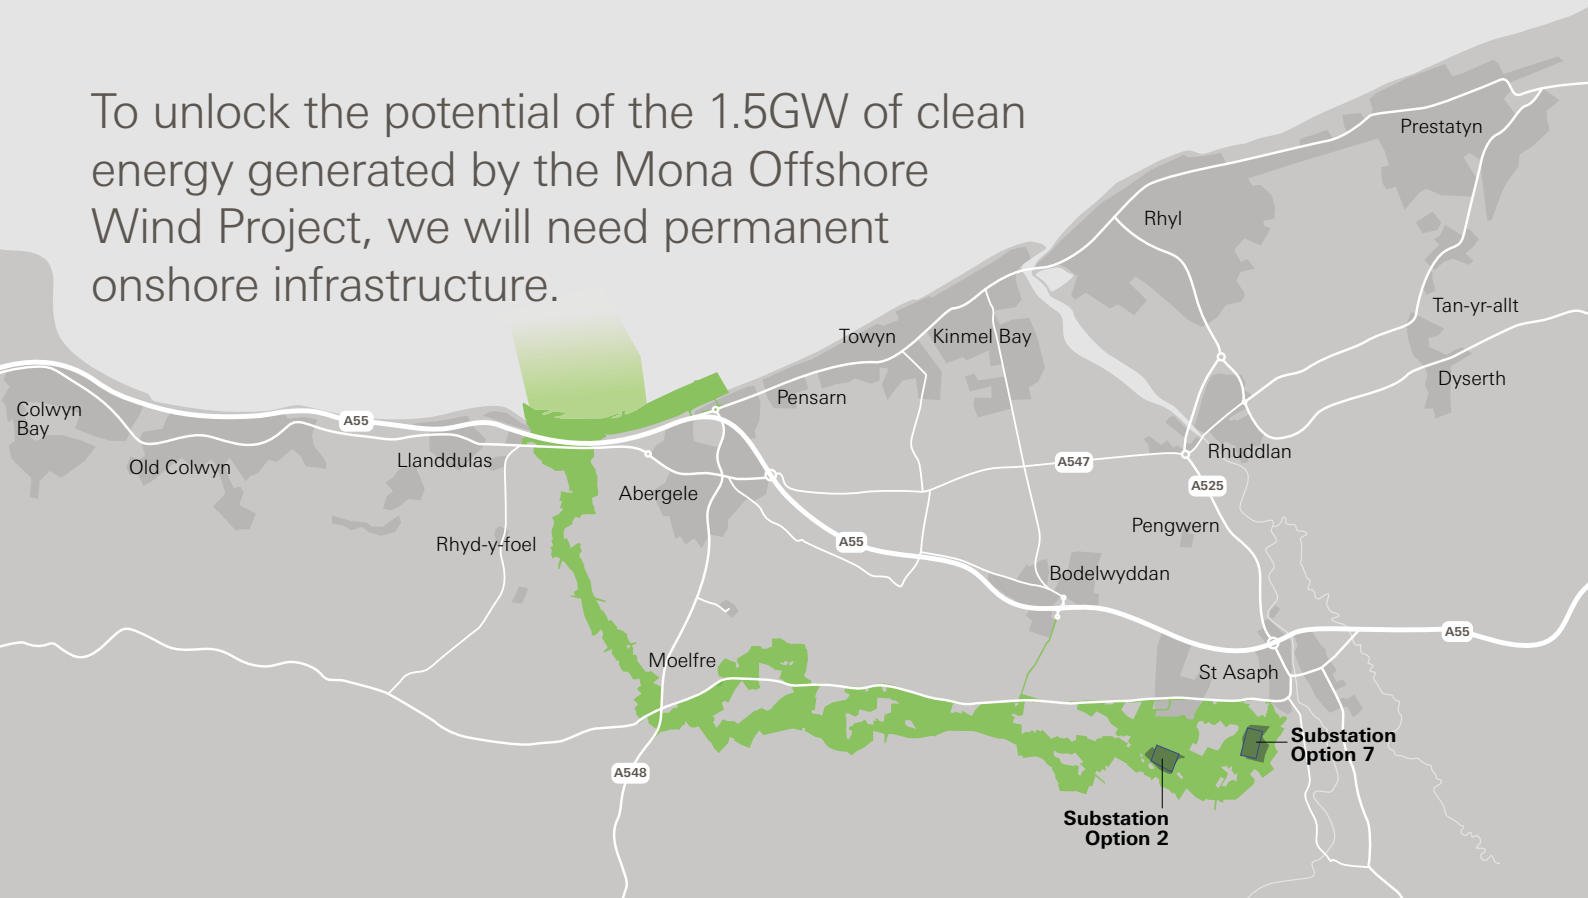 To unlock the potential of the 1.5GW of clean
energy generated by the Mona Offshore
Wind Project, we will need permanent
onshore infrastructure.
Prestatyn
Rhyl
Tan-yr-allt
Towyn
Kinmel Bay
Dyserth
Pensarn
Colwyn
Bay
A55
Old Colwyn
Llanddulas
A547
Rhuddlan
A525
Abergele
Pengwern
Rhyd-y-foel
A55
Bodelwyddan
A55
Moelfre
St Asaph
Substation
Option 7
A548
Substation
Option 2